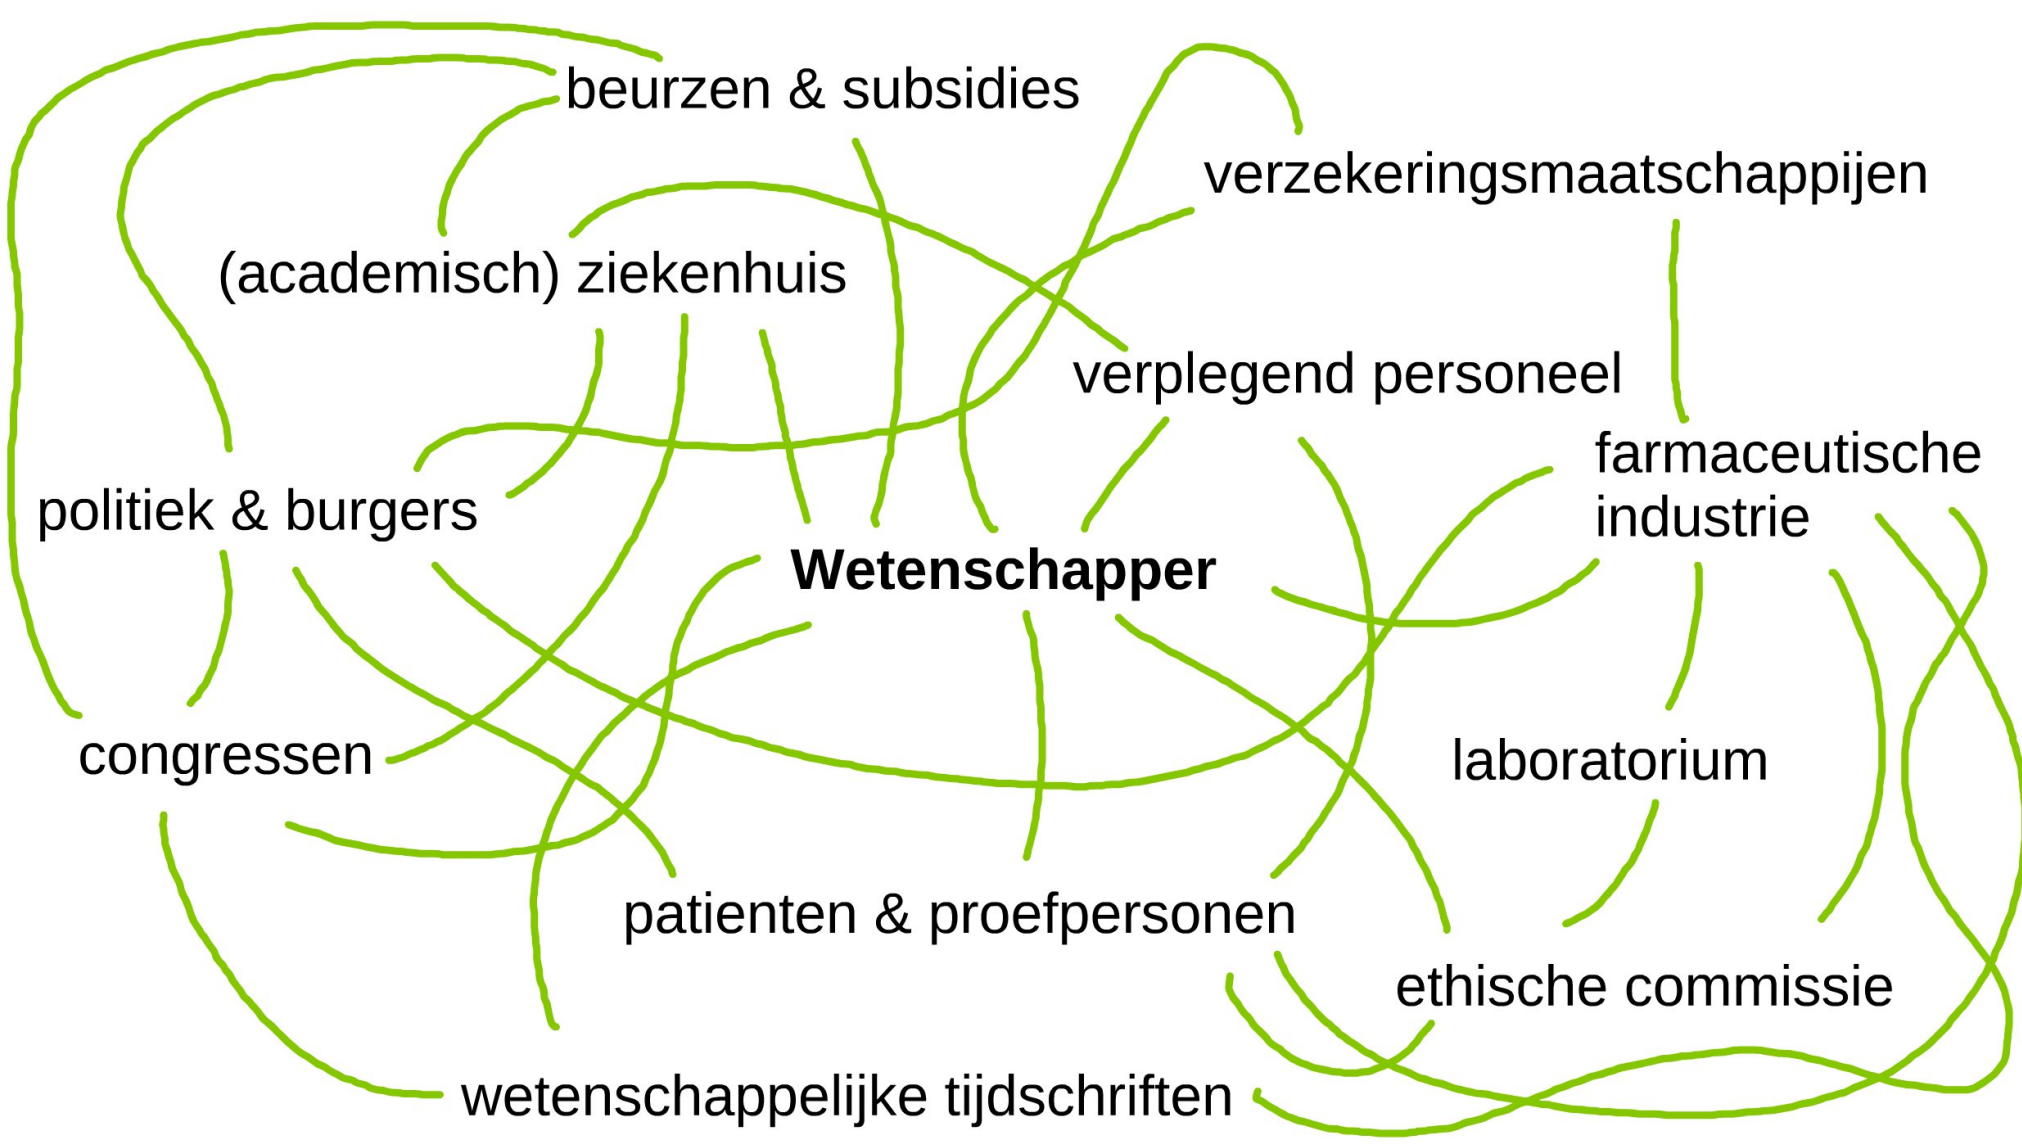 beurzen & subsidies
verzekeringsmaatschappijen
(academisch) ziekenhuis
verplegend personeel
farmaceutische
industrie
politiek & burgers
Wetenschapper
congressen
laboratorium
patienten & proefpersonen
ethische commissie
wetenschappelijke tijdschriften